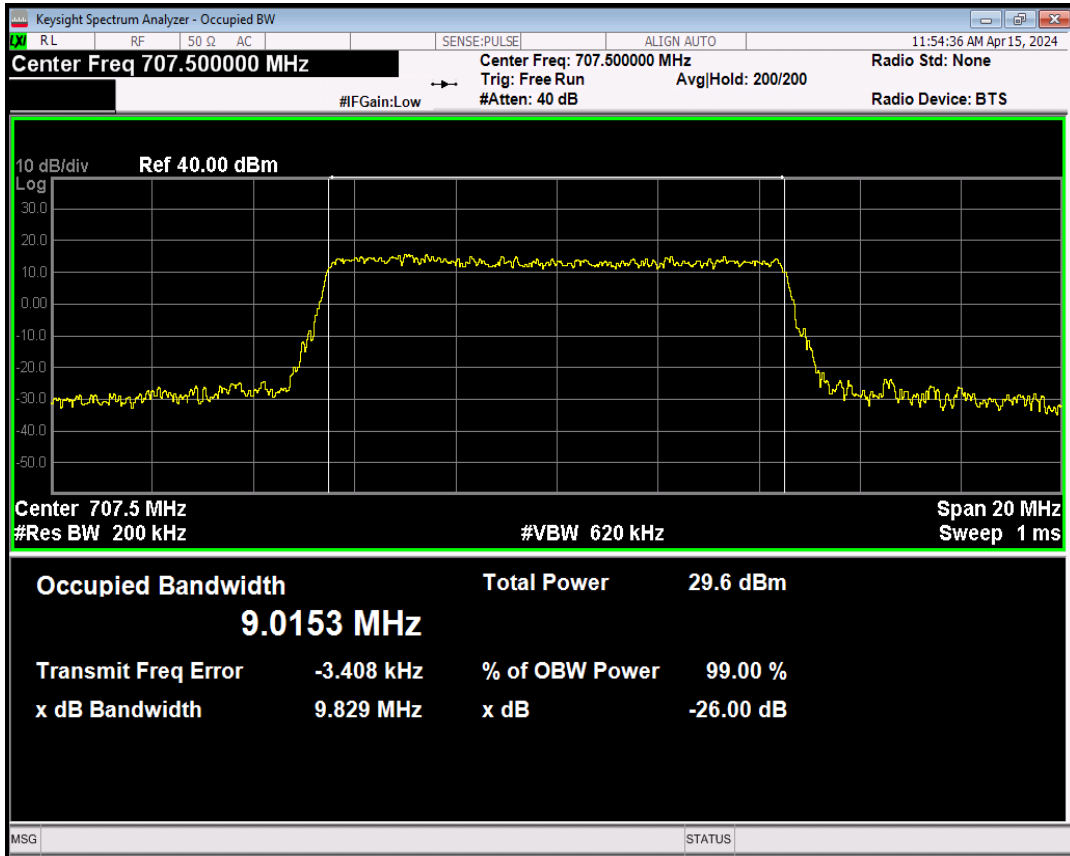 Keysight Spectrum Analyzer - Occupied BW
LXI RL RF 50 Ω AC SENSE:PULSE ALIGN AUTO 11:54:36 AM Apr 15, 2024
Center Freq 707.500000 MHz Center Freq: 707.500000 MHz Radio Std: None
Trig: Free Run Avg|Hold: 200/200
#IFGain:Low #Atten: 40 dB Radio Device: BTS
10 dB/div Ref 40.00 dBm
Log
30.0
20.0
10.0
0.00
-10.0
-20.0
-30.0
-40.0
-50.0
Center 707.5 MHz Span 20 MHz
#Res BW 200 kHz #VBW 620 kHz Sweep 1 ms
Occupied Bandwidth Total Power 29.6 dBm
9.0153 MHz
Transmit Freq Error -3.408 kHz % of OBW Power 99.00 %
x dB Bandwidth 9.829 MHz x dB -26.00 dB
MSG STATUS